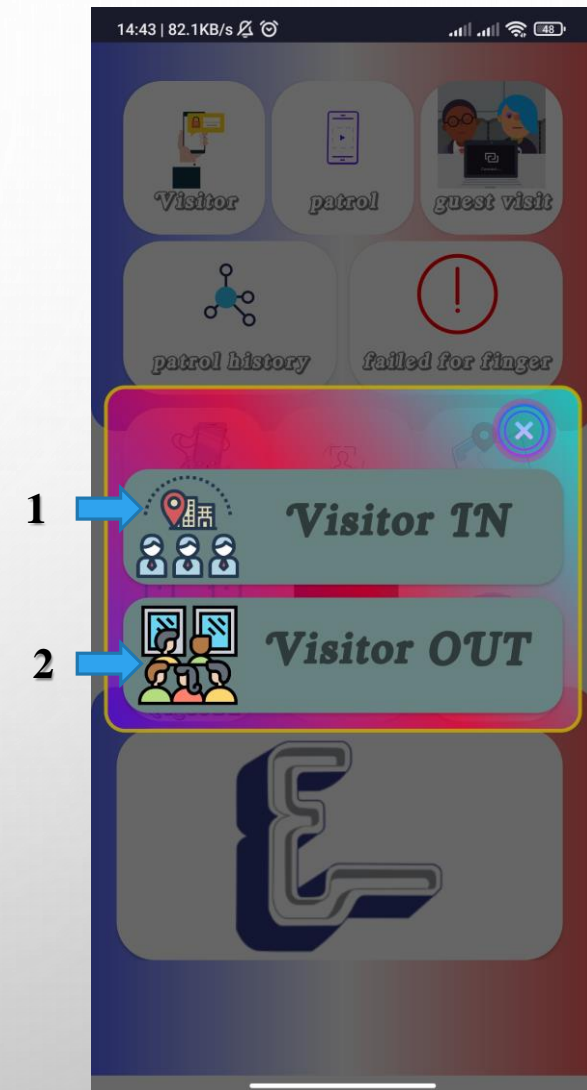 14:43 | 82.1KB/s
48
Visitor
patrol
guest visit
patrol history
failed for finger
1
Visitor IN
2
Visitor OUT